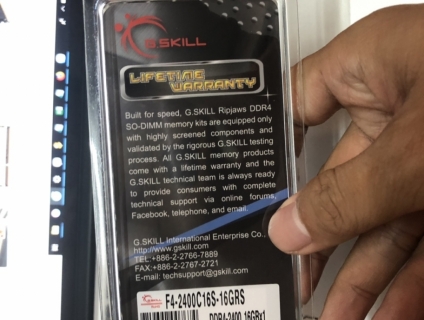 G.SKILL
LIFETIME
WARRANTY
Built for speed, G.SKILL Ripjaws DDR4
SO-DIMM memory kits are equipped only
with highly screened components and
validated by the rigorous G.SKILL testing
process. All G.SKILL memory products
come with a lifetime warranty and the
G.SKILL technical team is always ready
to provide consumers with complete
technical support via online forums,
Facebook, telephone, and email.
G.SKILL International Enterprise Co.,
http://www.gskill.com
TEL:+886-2-2766-7889
FAX:+886-2-2767-2721
E-mail: techsupport@gskill.com
F4-2400C16S-16GRS
DDR4-2400 16GBx1